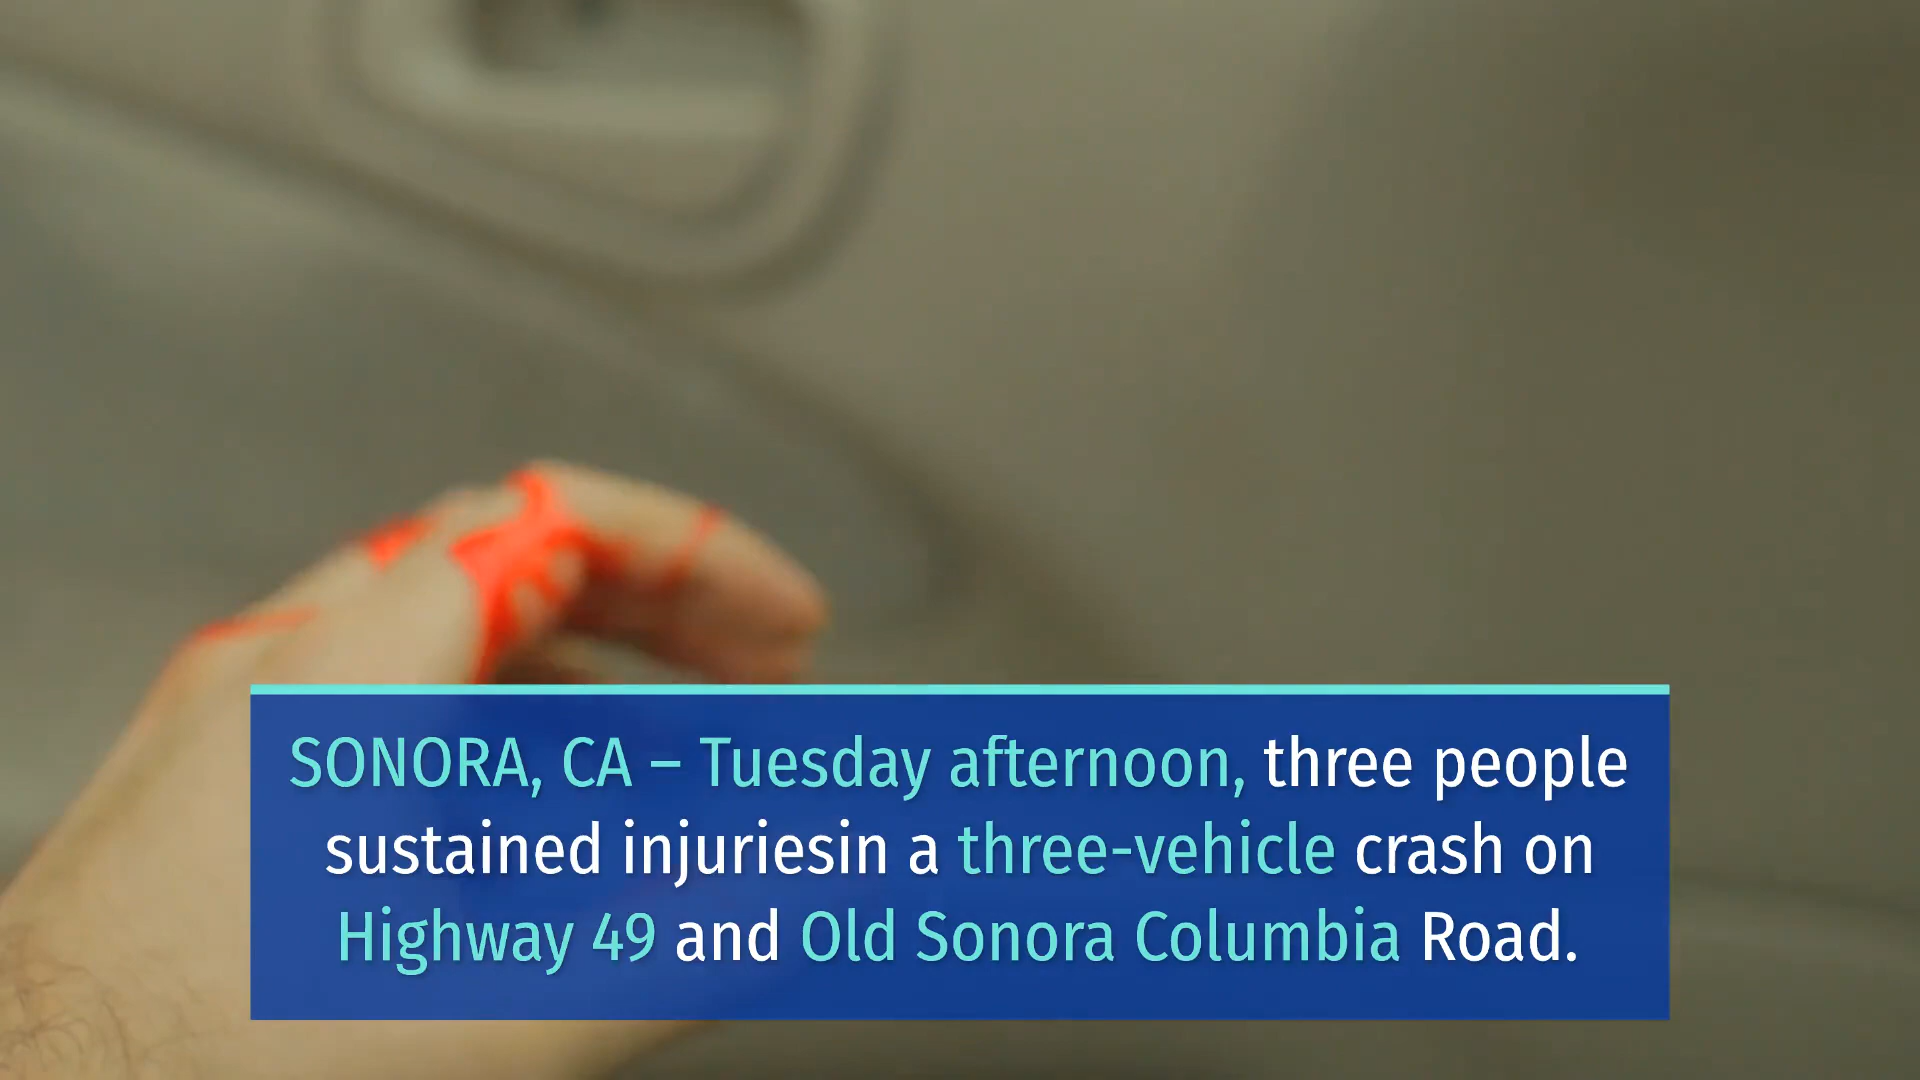 SONORA, CA – Tuesday afternoon, three people
sustained injuriesin a three-vehicle crash on
Highway 49 and Old Sonora Columbia Road.